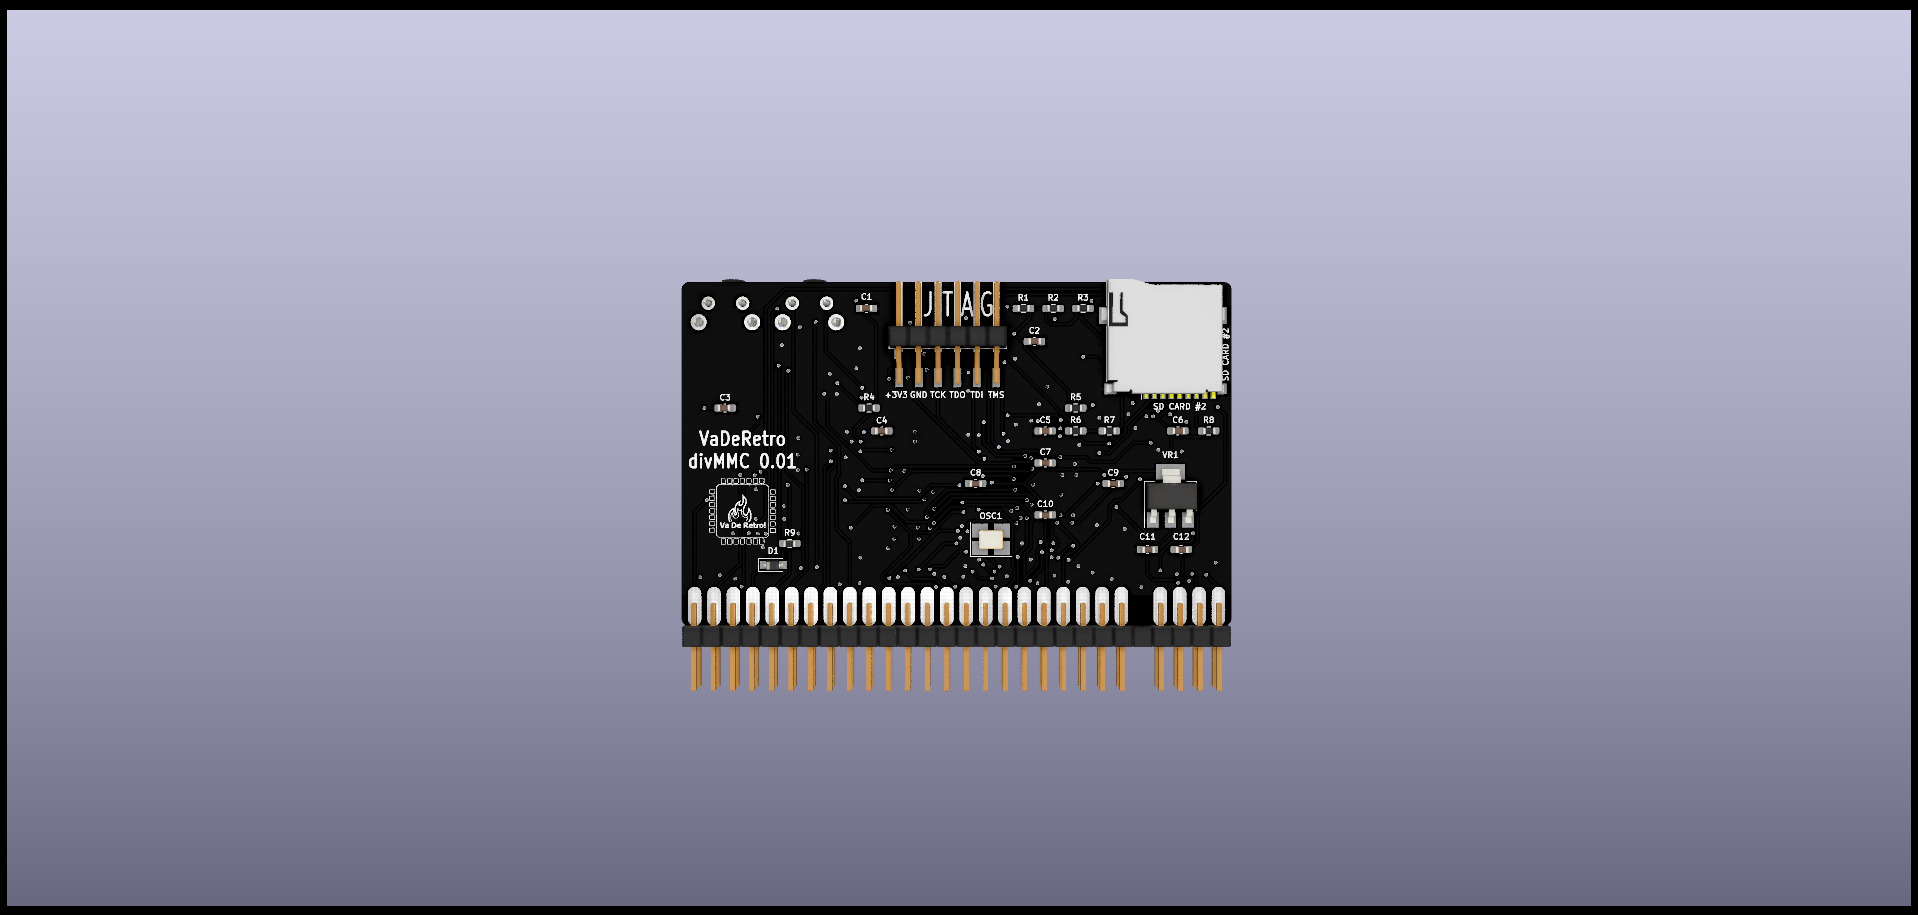 C1
JTAG
R1 R2 R3
C2
SD CARD #2
+3V3 GND TCK TDO TDI TMS
C3
R4
R5
SD CARD #2
C4
C5 R6 R7
C6 R8
VaDeRetro
divMMC 0.01
C7
VR1
C8
C9
C10
OSC1
Va De Retro!
R9
D1
C11 C12